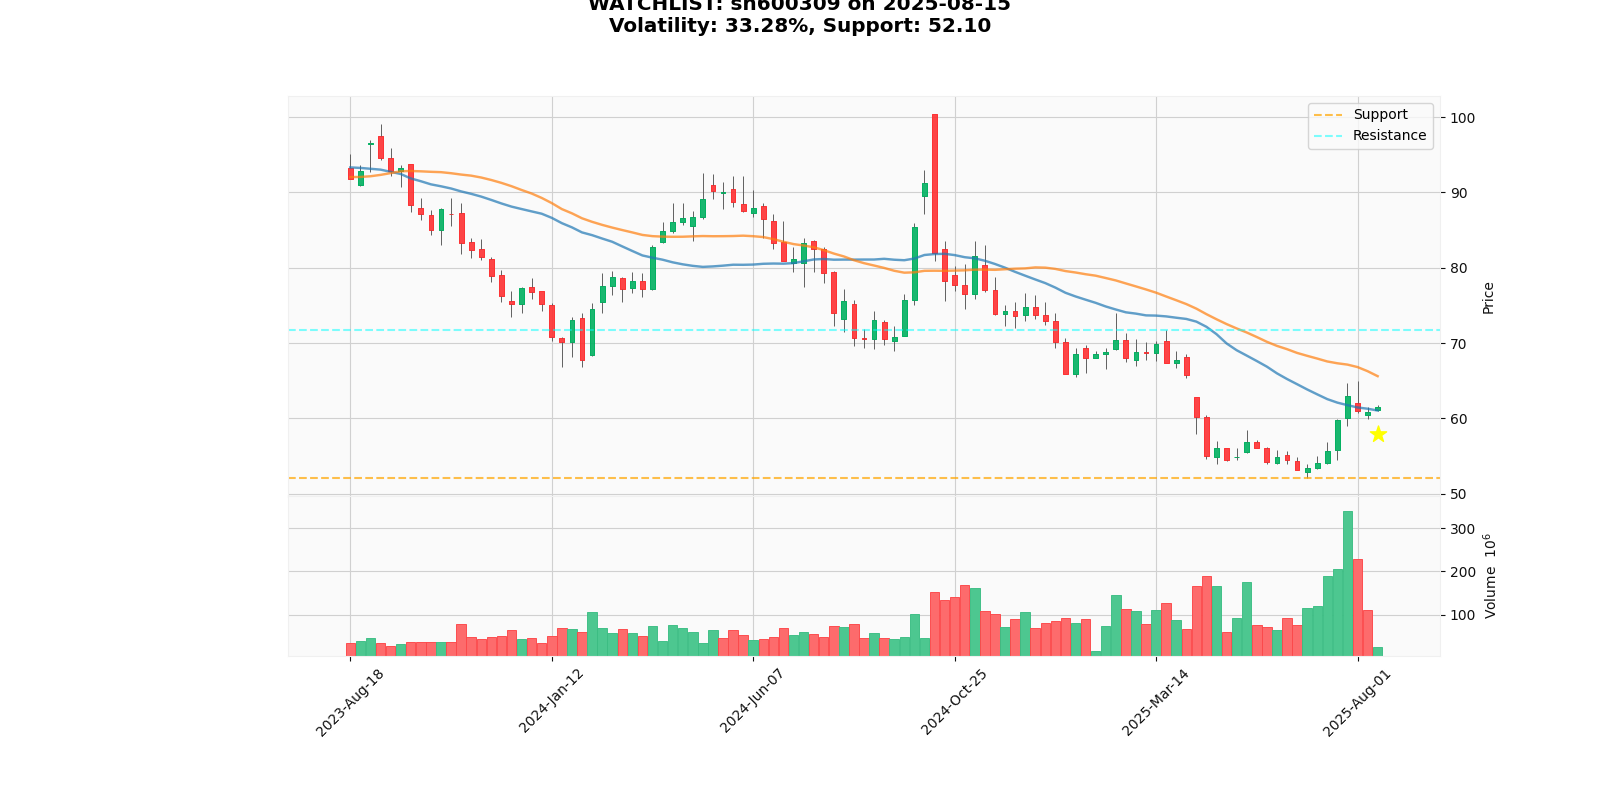 WATCHLIST: sh600309 on 2025-08-15
Volatility: 33.28%, Support: 52.10
Support
Resistance
100
90
80
70
60
50
Price
300
200
100
Volume 10⁶
2023-Aug-18
2024-Jan-12
2024-Jun-07
2024-Oct-25
2025-Mar-14
2025-Aug-01